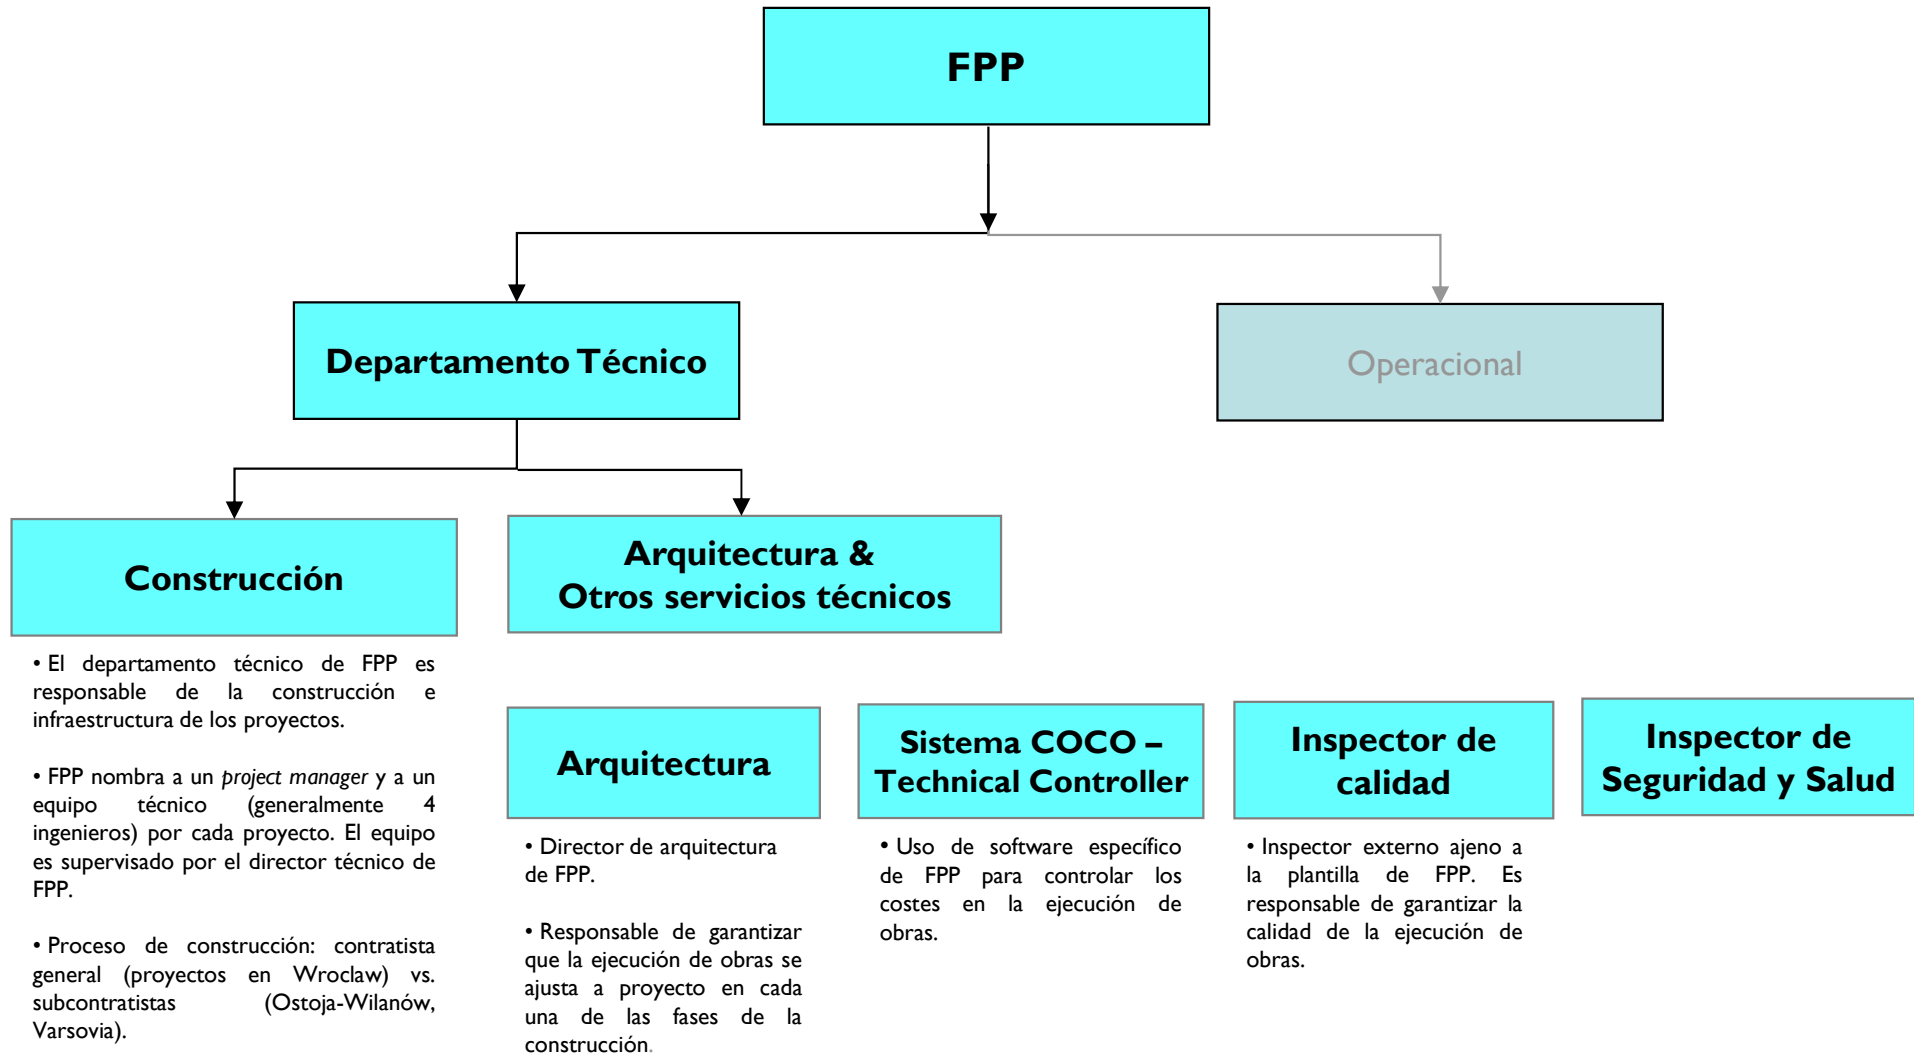 FPP
Departamento Técnico
Operacional
Construcción
Arquitectura &
Otros servicios técnicos
• El departamento técnico de FPP es
responsable de la construcción e
infraestructura de los proyectos.
• FPP nombra a un project manager y a un
equipo técnico (generalmente 4
ingenieros) por cada proyecto. El equipo
es supervisado por el director técnico de
FPP.
• Proceso de construcción: contratista
general (proyectos en Wroclaw) vs.
subcontratistas (Ostoja-Wilanów,
Varsovia).
Arquitectura
• Director de arquitectura
de FPP.
• Responsable de garantizar
que la ejecución de obras se
ajusta a proyecto en cada
una de las fases de la
construcción.
Sistema COCO –
Technical Controller
• Uso de software específico
de FPP para controlar los
costes en la ejecución de
obras.
Inspector de
calidad
• Inspector externo ajeno a
la plantilla de FPP. Es
responsable de garantizar la
calidad de la ejecución de
obras.
Inspector de
Seguridad y Salud